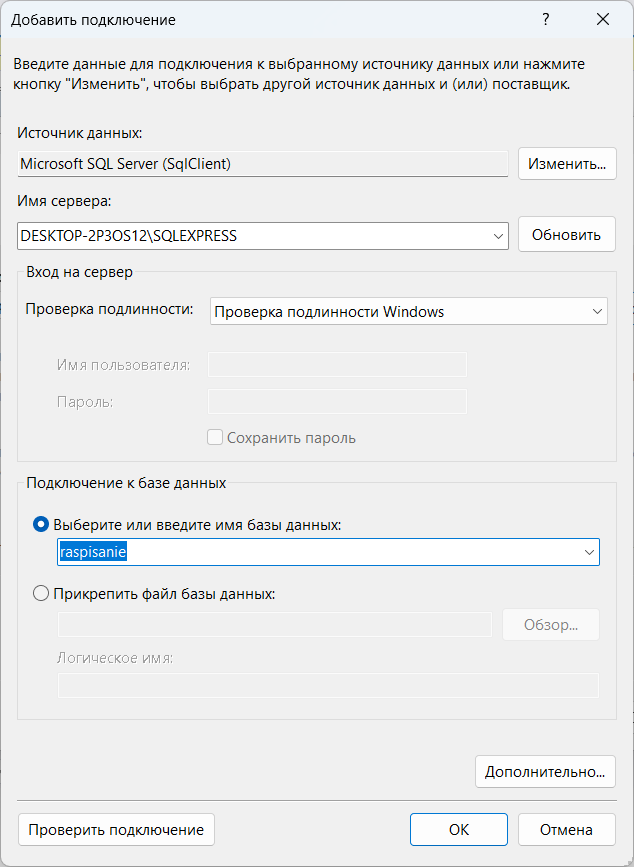 Добавить подключение
?
Введите данные для подключения к выбранному источнику данных или нажмите
кнопку "Изменить", чтобы выбрать другой источник данных и (или) поставщик.
Источник данных:
Microsoft SQL Server (SqlClient)
Изменить...
Имя сервера:
DESKTOP-2P3OS12\SQLEXPRESS
Обновить
Вход на сервер
Проверка подлинности:
Проверка подлинности Windows
Имя пользователя:
Пароль:
Сохранить пароль
Подключение к базе данных
Выберите или введите имя базы данных:
raspisanie
Прикрепить файл базы данных:
Обзор...
Логическое имя:
Дополнительно...
Проверить подключение
ОК
Отмена